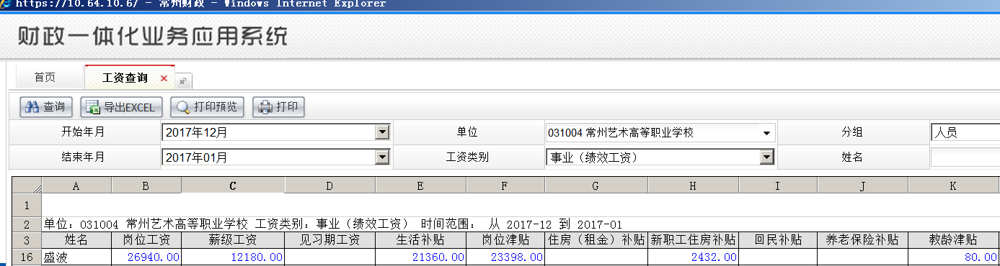 https://10.64.10.6/ - 常州财政 - Windows Internet Explorer
财政一体化业务应用系统
首页 工资查询 ×
查询 导出EXCEL 打印预览 打印
开始年月 2017年12月 单位 031004 常州艺术高等职业学校 分组 人员
结束年月 2017年01月 工资类别 事业（绩效工资） 姓名
A B C D E F G H I J K
1
2 单位：031004 常州艺术高等职业学校 工资类别：事业（绩效工资） 时间范围： 从 2017-12 到 2017-01
3 姓名 岗位工资 薪级工资 见习期工资 生活补贴 岗位津贴 住房（租金）补贴 新职工住房补贴 回民补贴 养老保险补贴 教龄津贴
16 盛波 26940.00 12180.00 21360.00 23398.00 2432.00 80.00